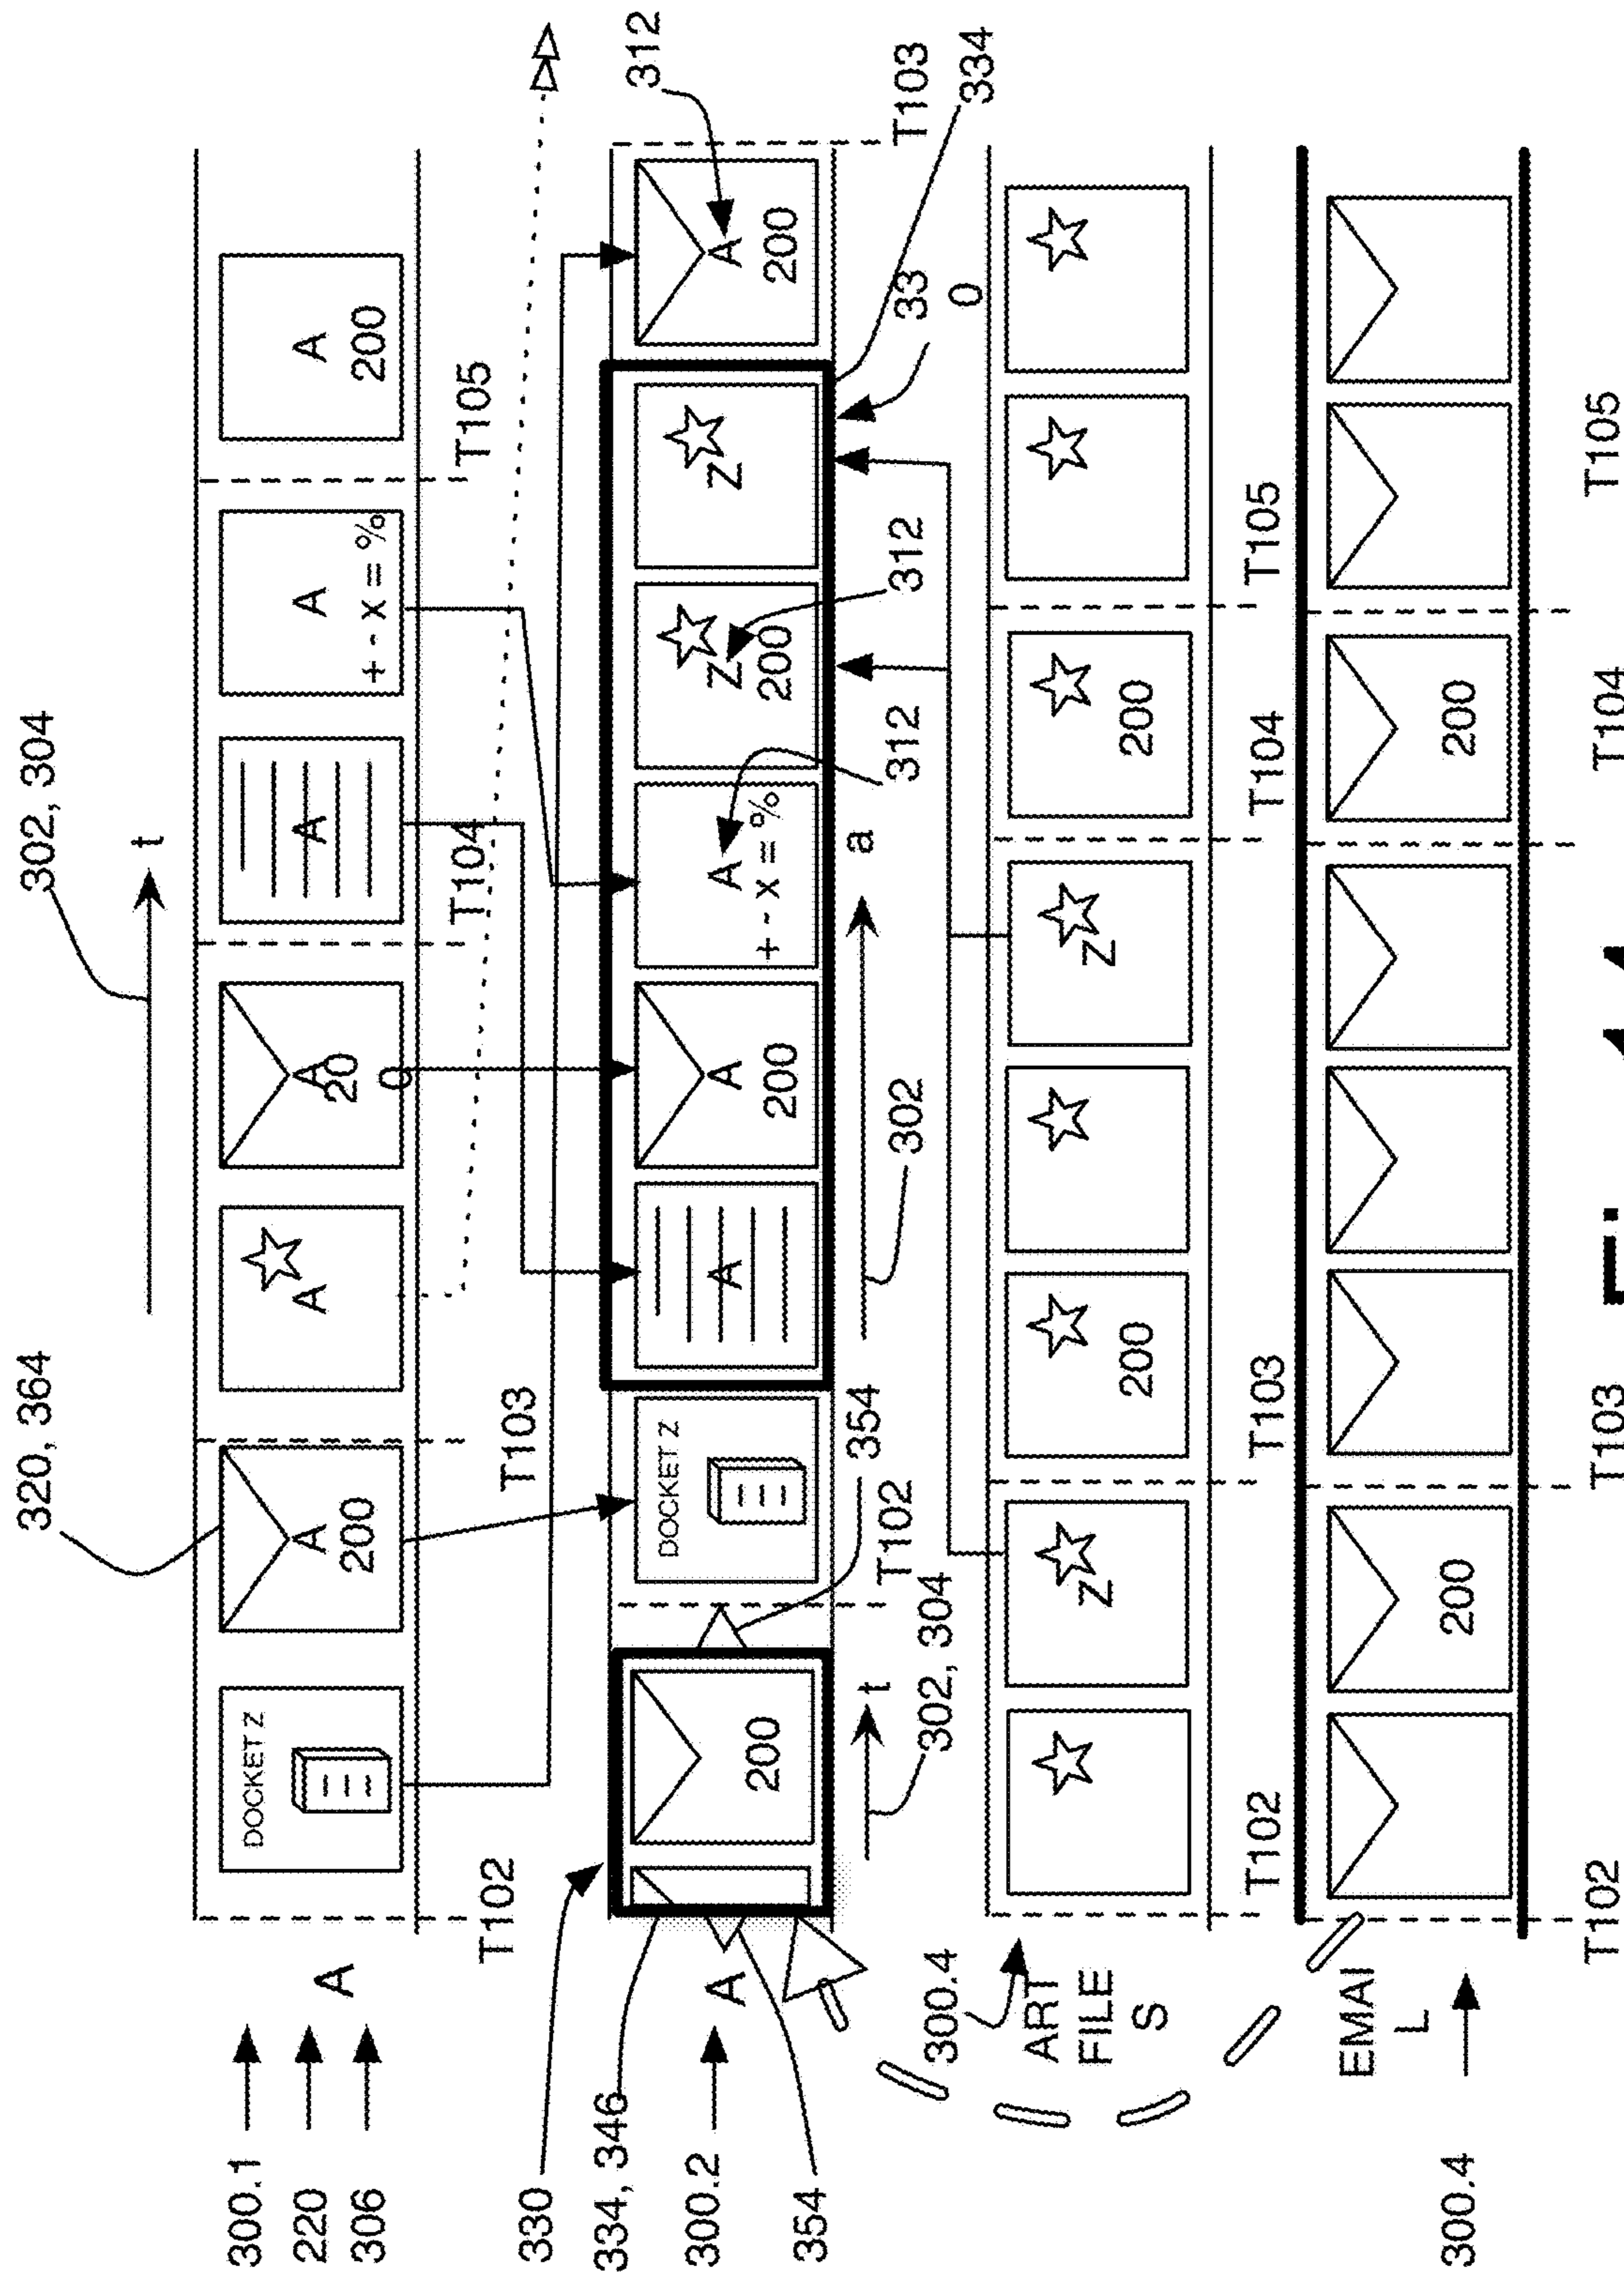 302, 304
t
320, 364
DOCKET Z
A
200
A
A
20
0
A
A
+ - x = %
A
200
300.1
220
306
A
T102
T103
T104
T105
330
334, 346
300.2
A
354
200
DOCKET Z
A
A
200
A
+ - x = %
Z
200
Z
A
200
312
t
302, 304
T102
354
302
a
312
312
33
0
T103
334
300.4
ART
FILE
S
Z
200
Z
200
T102
T103
T104
T105
EMAI
L
300.4
200
200
T102
T103
T104
T105